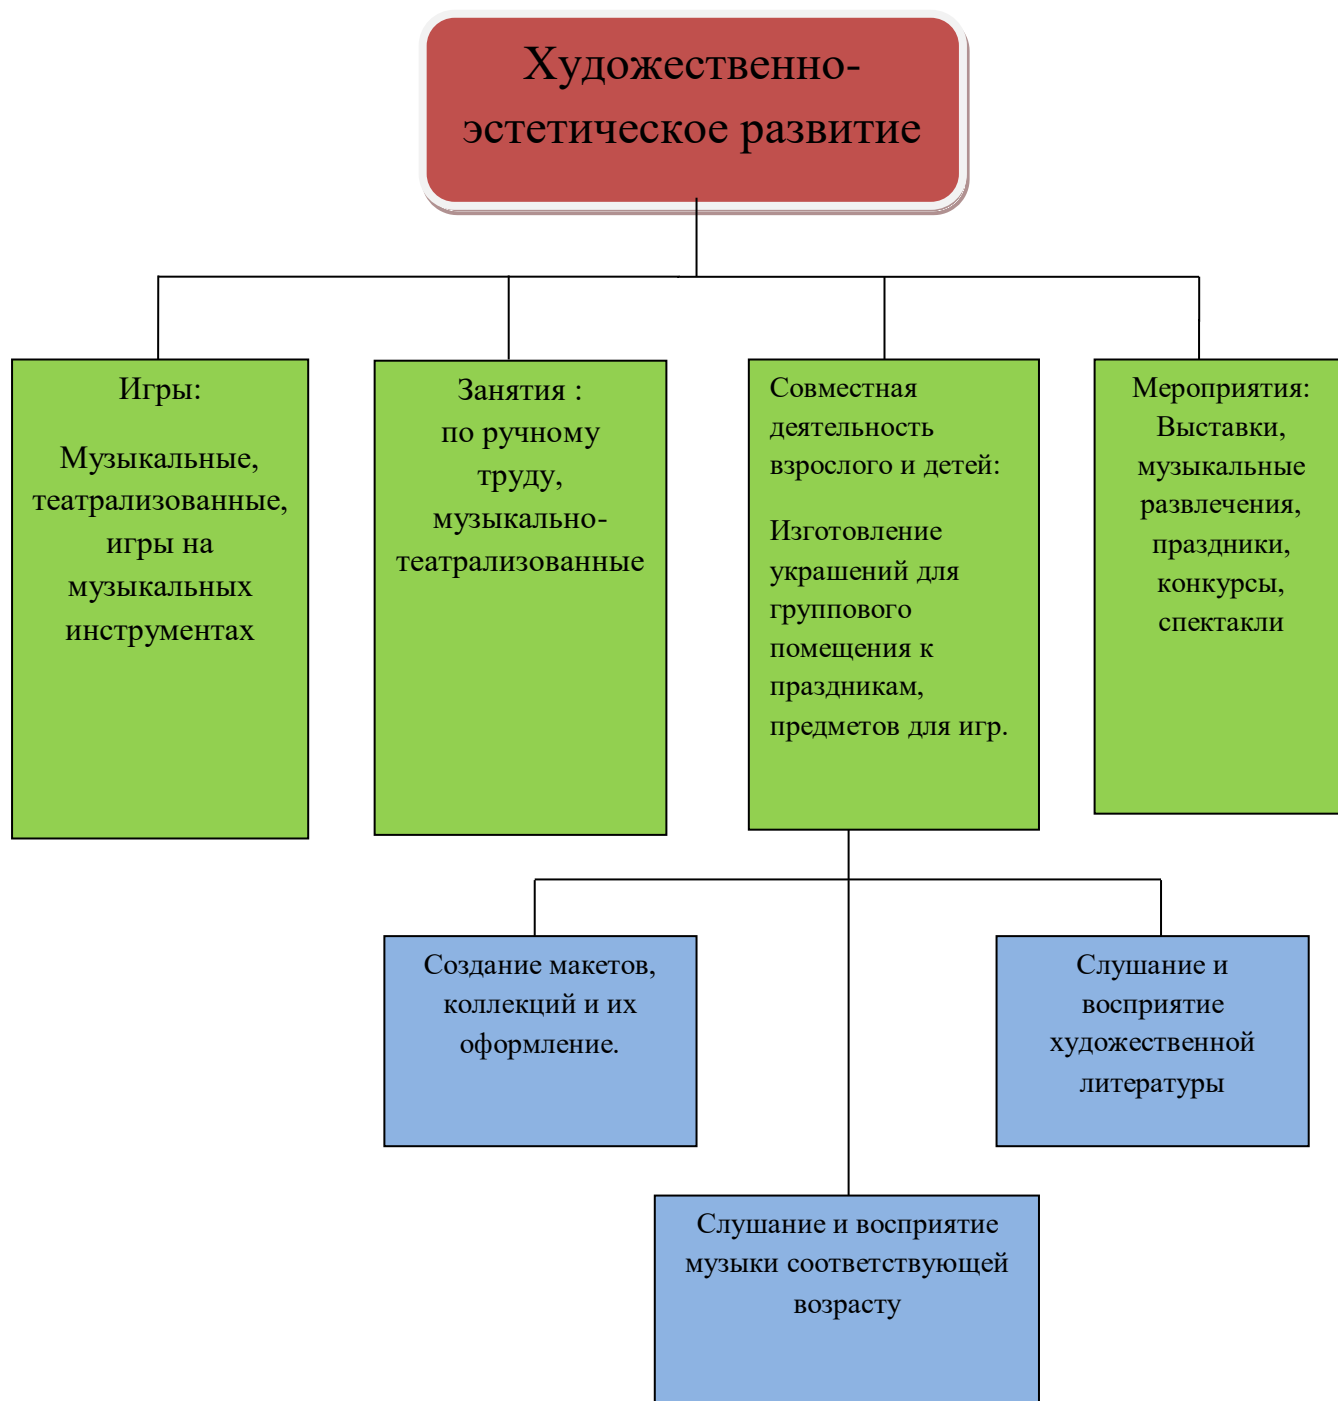 Художественно-
эстетическое развитие
Игры:
Музыкальные,
театрализованные,
игры на
музыкальных
инструментах
Занятия :
по ручному
труду,
музыкально-
театрализованные
Совместная
деятельность
взрослого и детей:
Изготовление
украшений для
группового
помещения к
праздникам,
предметов для игр.
Мероприятия:
Выставки,
музыкальные
развлечения,
праздники,
конкурсы,
спектакли
Создание макетов,
коллекций и их
оформление.
Слушание и
восприятие
художественной
литературы
Слушание и восприятие
музыки соответствующей
возрасту